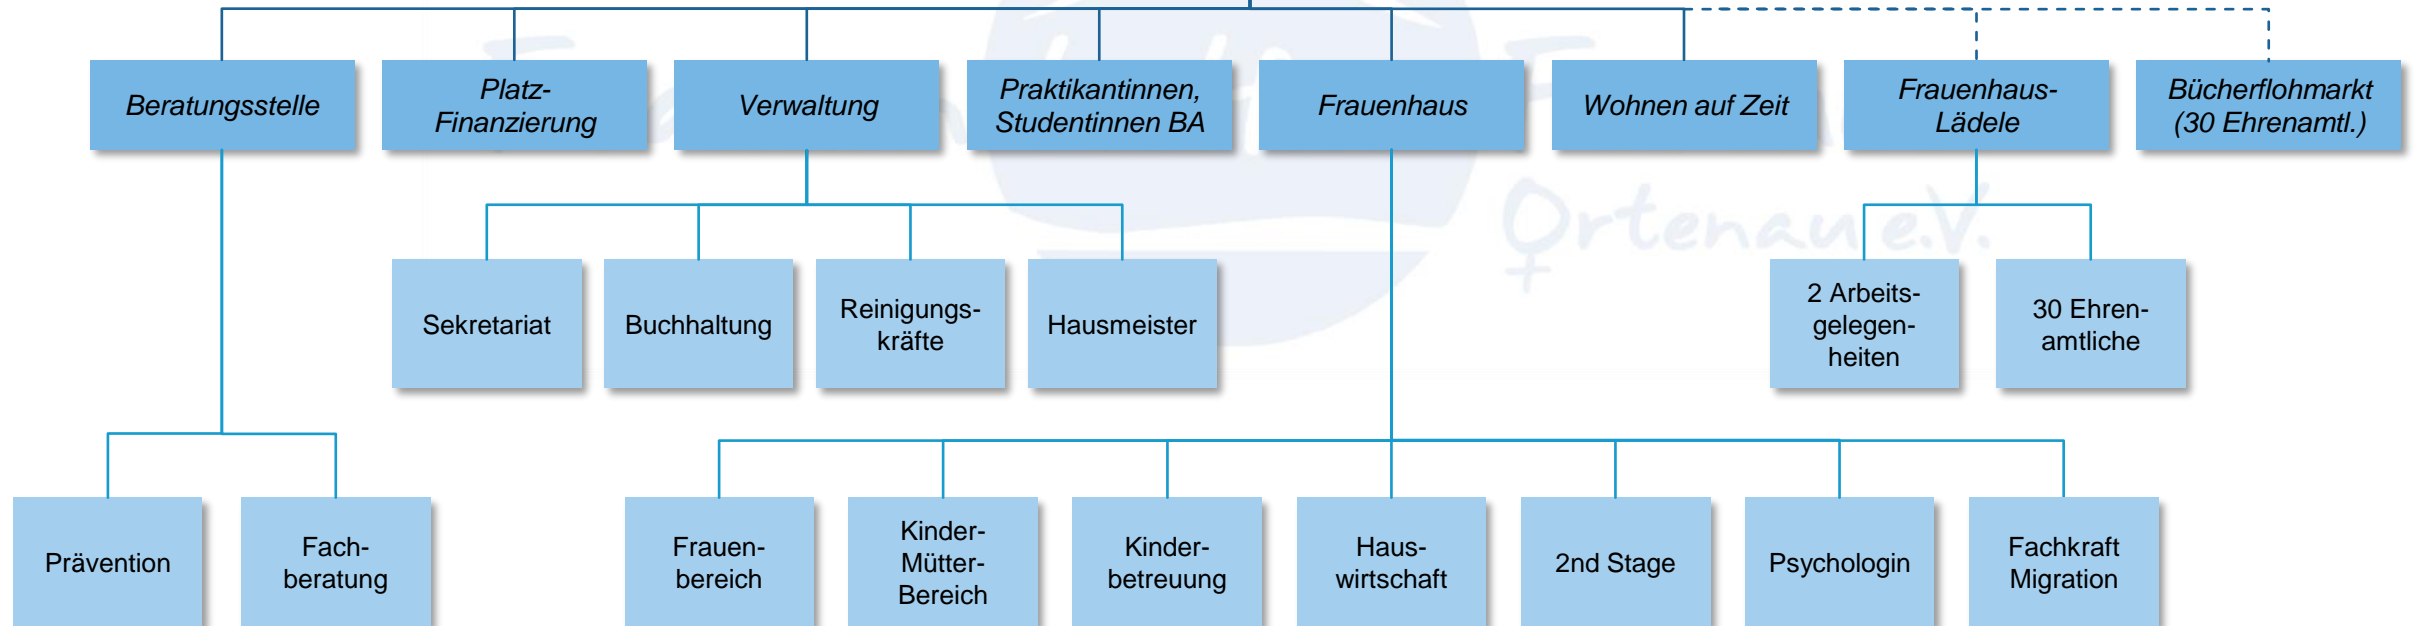 Beratungsstelle
Platz-
Finanzierung
Verwaltung
Praktikantinnen,
Studentinnen BA
Frauenhaus
Wohnen auf Zeit
Frauenhaus-
Lädele
Bücherflohmarkt
(30 Ehrenamtl.)
Ortenau e.V.
Sekretariat
Buchhaltung
Reinigungs-
kräfte
Hausmeister
2 Arbeits-
gelegen-
heiten
30 Ehren-
amtliche
Prävention
Fach-
beratung
Frauen-
bereich
Kinder-
Mütter-
Bereich
Kinder-
betreuung
Haus-
wirtschaft
2nd Stage
Psychologin
Fachkraft
Migration